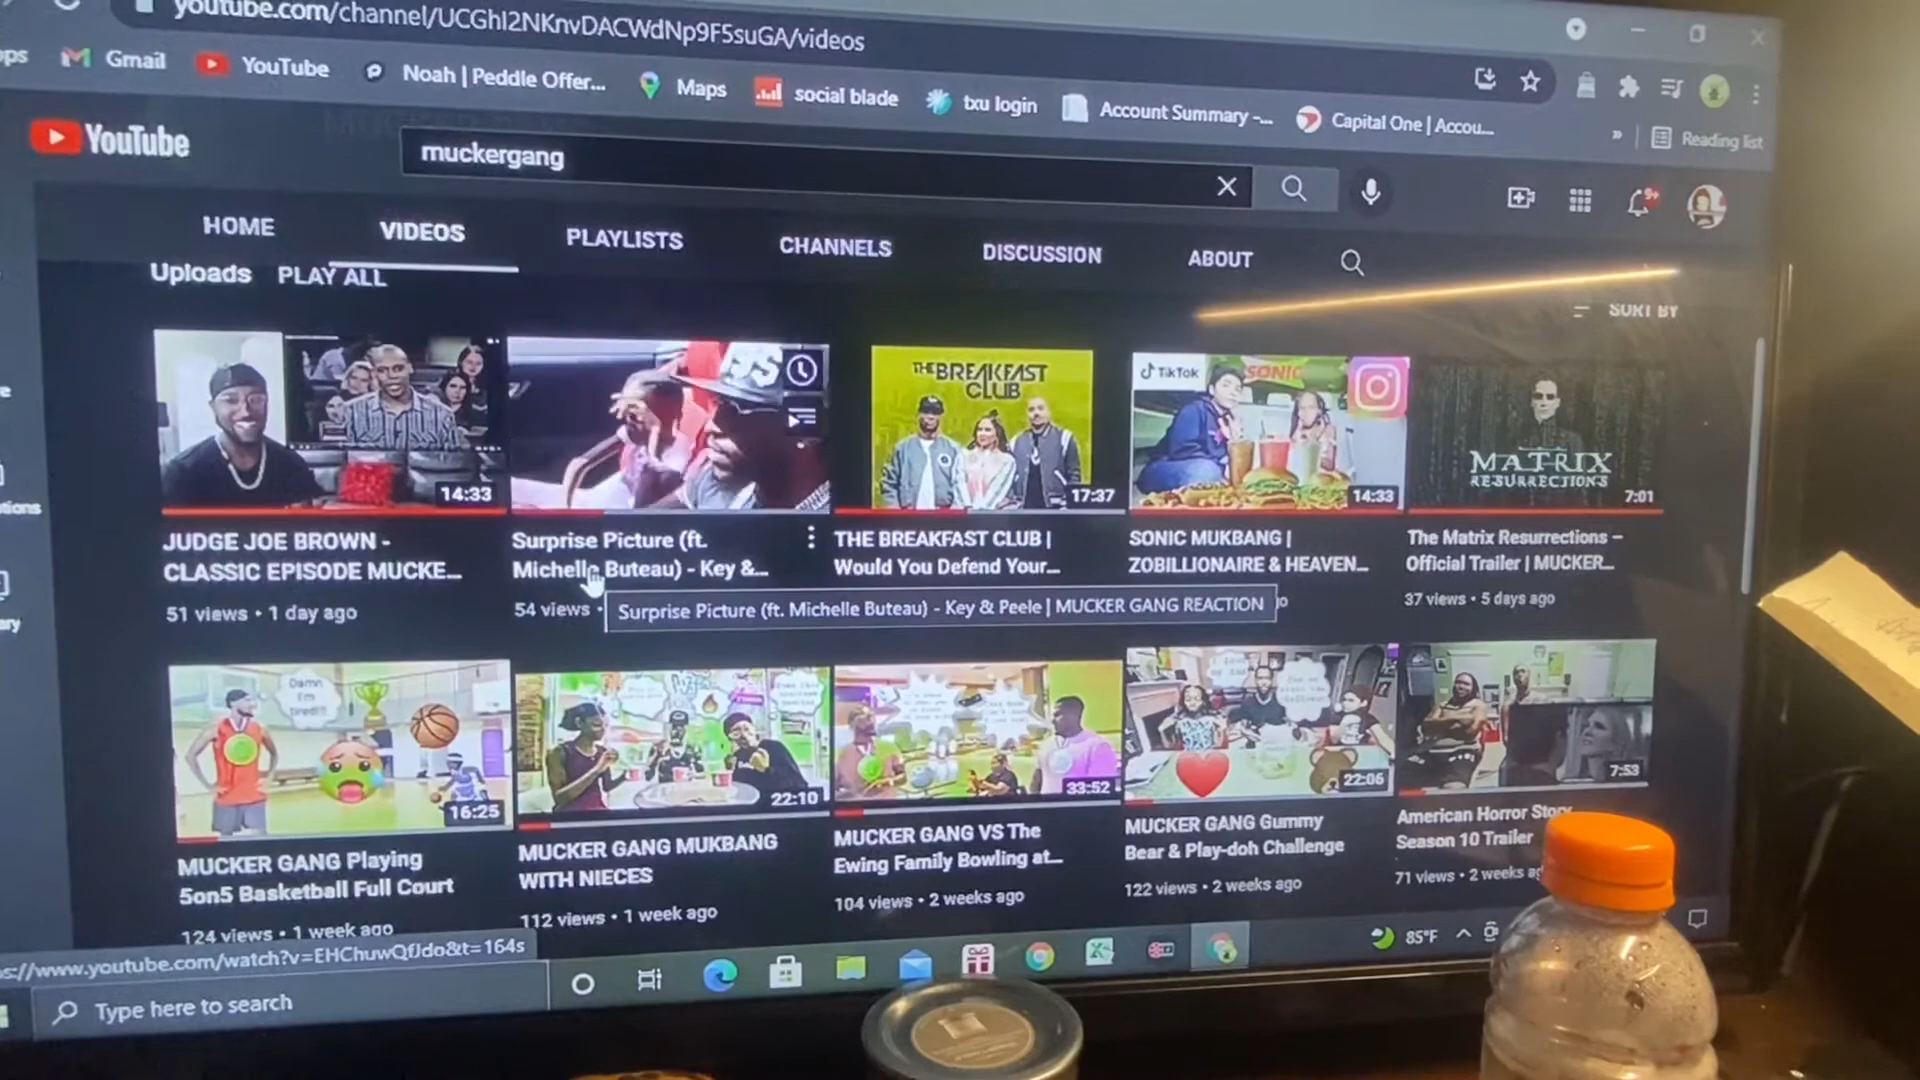 youtube.com/channel/UCGhI2NKnvDACWdNp9F5suGA/videos
Gmail
YouTube
Noah | Peddle Offer...
Maps
social blade
txu login
Account Summary -...
Capital One | Accou...
»
Reading list
YouTube
muckergang
9+
HOME
VIDEOS
PLAYLISTS
CHANNELS
DISCUSSION
ABOUT
Uploads
PLAY ALL
SORT BY
14:33
THE BREAKFAST
CLUB
17:37
TikTok
SONIC
14:33
MATRIX
RESURRECTIONS
7:01
JUDGE JOE BROWN -
CLASSIC EPISODE MUCKE...
51 views • 1 day ago
Surprise Picture (ft.
Michelle Buteau) - Key &...
54 views •
Surprise Picture (ft. Michelle Buteau) - Key & Peele | MUCKER GANG REACTION
THE BREAKFAST CLUB |
Would You Defend Your...
SONIC MUKBANG |
ZOBILLIONAIRE & HEAVEN...
The Matrix Resurrections –
Official Trailer | MUCKER...
37 views • 5 days ago
Damn
I'm
tired!!
16:25
22:10
33:52
22:06
7:53
MUCKER GANG Playing
5on5 Basketball Full Court
124 views • 1 week ago
MUCKER GANG MUKBANG
WITH NIECES
112 views • 1 week ago
MUCKER GANG VS The
Ewing Family Bowling at...
104 views • 2 weeks ago
MUCKER GANG Gummy
Bear & Play-doh Challenge
122 views • 2 weeks ago
American Horror Story
Season 10 Trailer
71 views • 2 weeks ag
s://www.youtube.com/watch?v=EHChuwQfJdo&t=164s
Type here to search
85°F